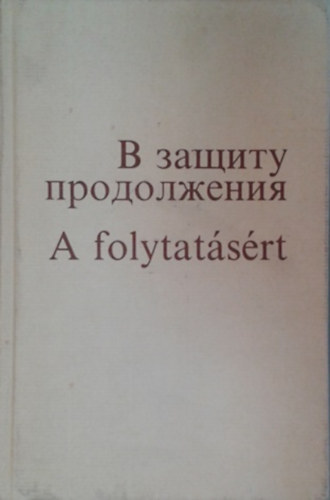 В защиту
продолжения
A folytatásért